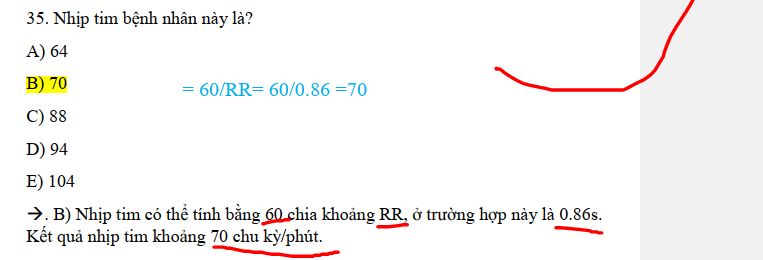 35. Nhịp tim bệnh nhân này là?
A) 64
B) 70
= 60/RR= 60/0.86 =70
C) 88
D) 94
E) 104
→. B) Nhịp tim có thể tính bằng 60 chia khoảng RR, ở trường hợp này là 0.86s.
Kết quả nhịp tim khoảng 70 chu kỳ/phút.